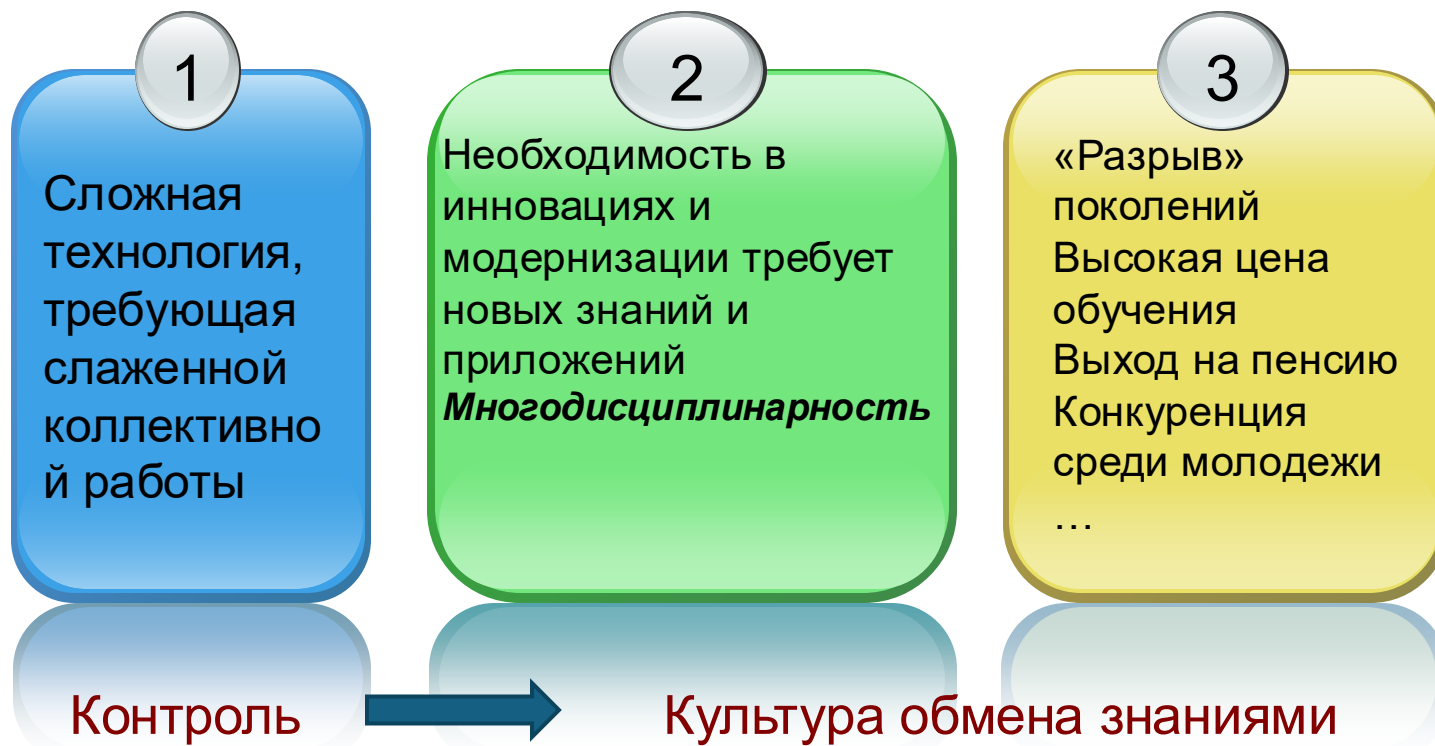 1
Сложная
технология,
требующая
слаженной
коллективно
й работы
2
Необходимость в
инновациях и
модернизации требует
новых знаний и
приложений
Многодисциплинарность
3
«Разрыв»
поколений
Высокая цена
обучения
Выход на пенсию
Конкуренция
среди молодежи
…
Контроль
Культура обмена знаниями